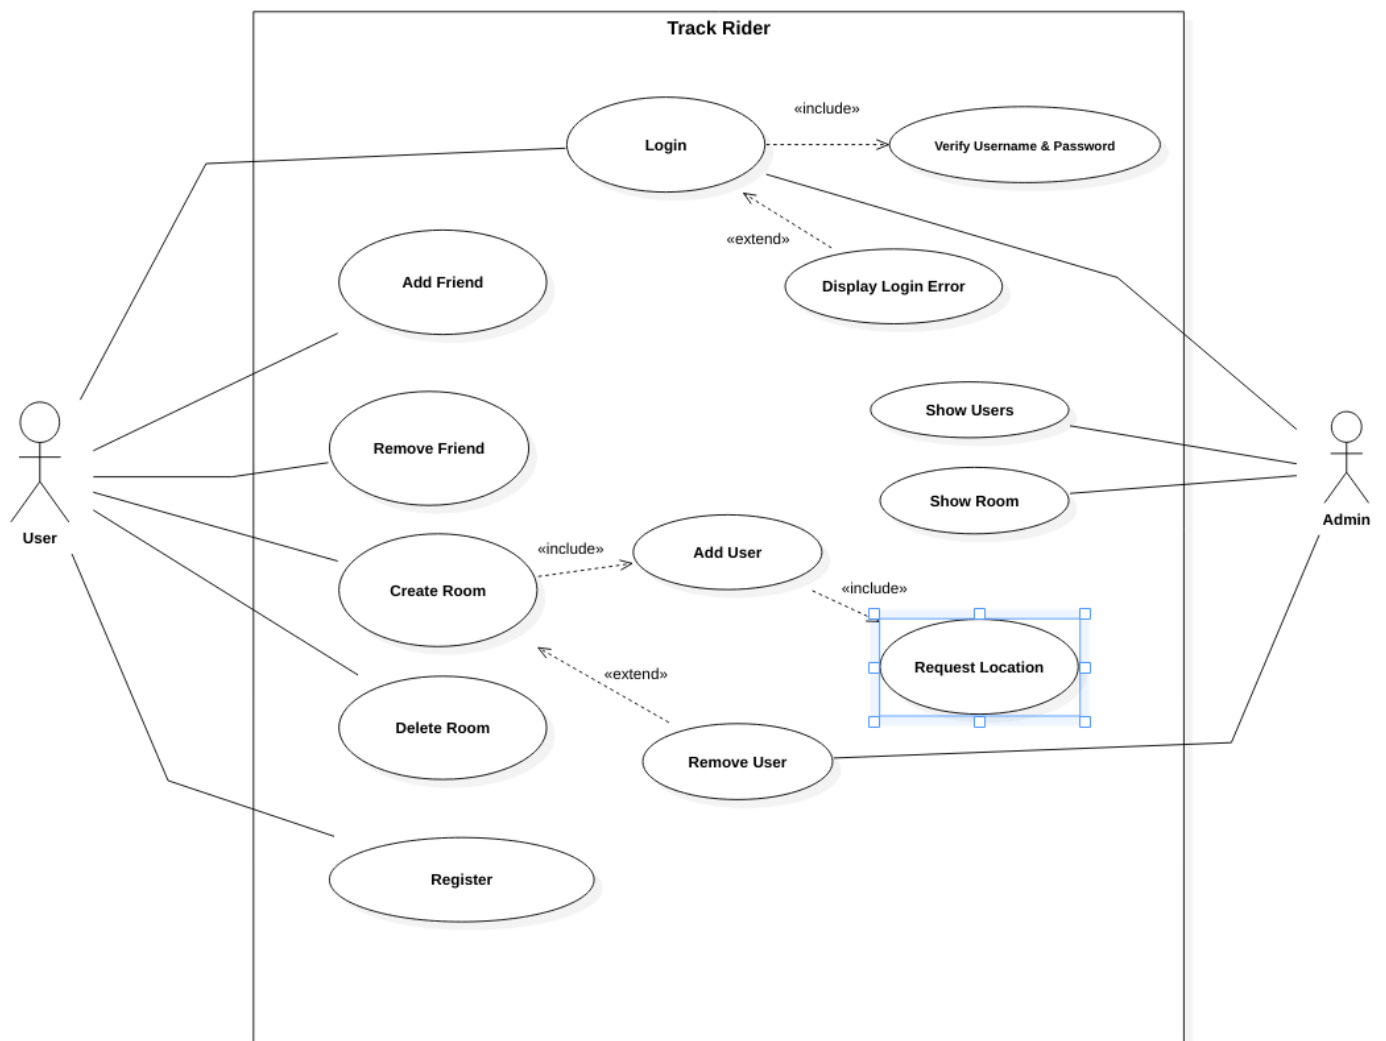 Track Rider
«include»
Login
Verify Username & Password
«extend»
Add Friend
Display Login Error
Show Users
Remove Friend
Show Room
Admin
User
«include»
Add User
Create Room
«include»
Request Location
«extend»
Delete Room
Remove User
Register